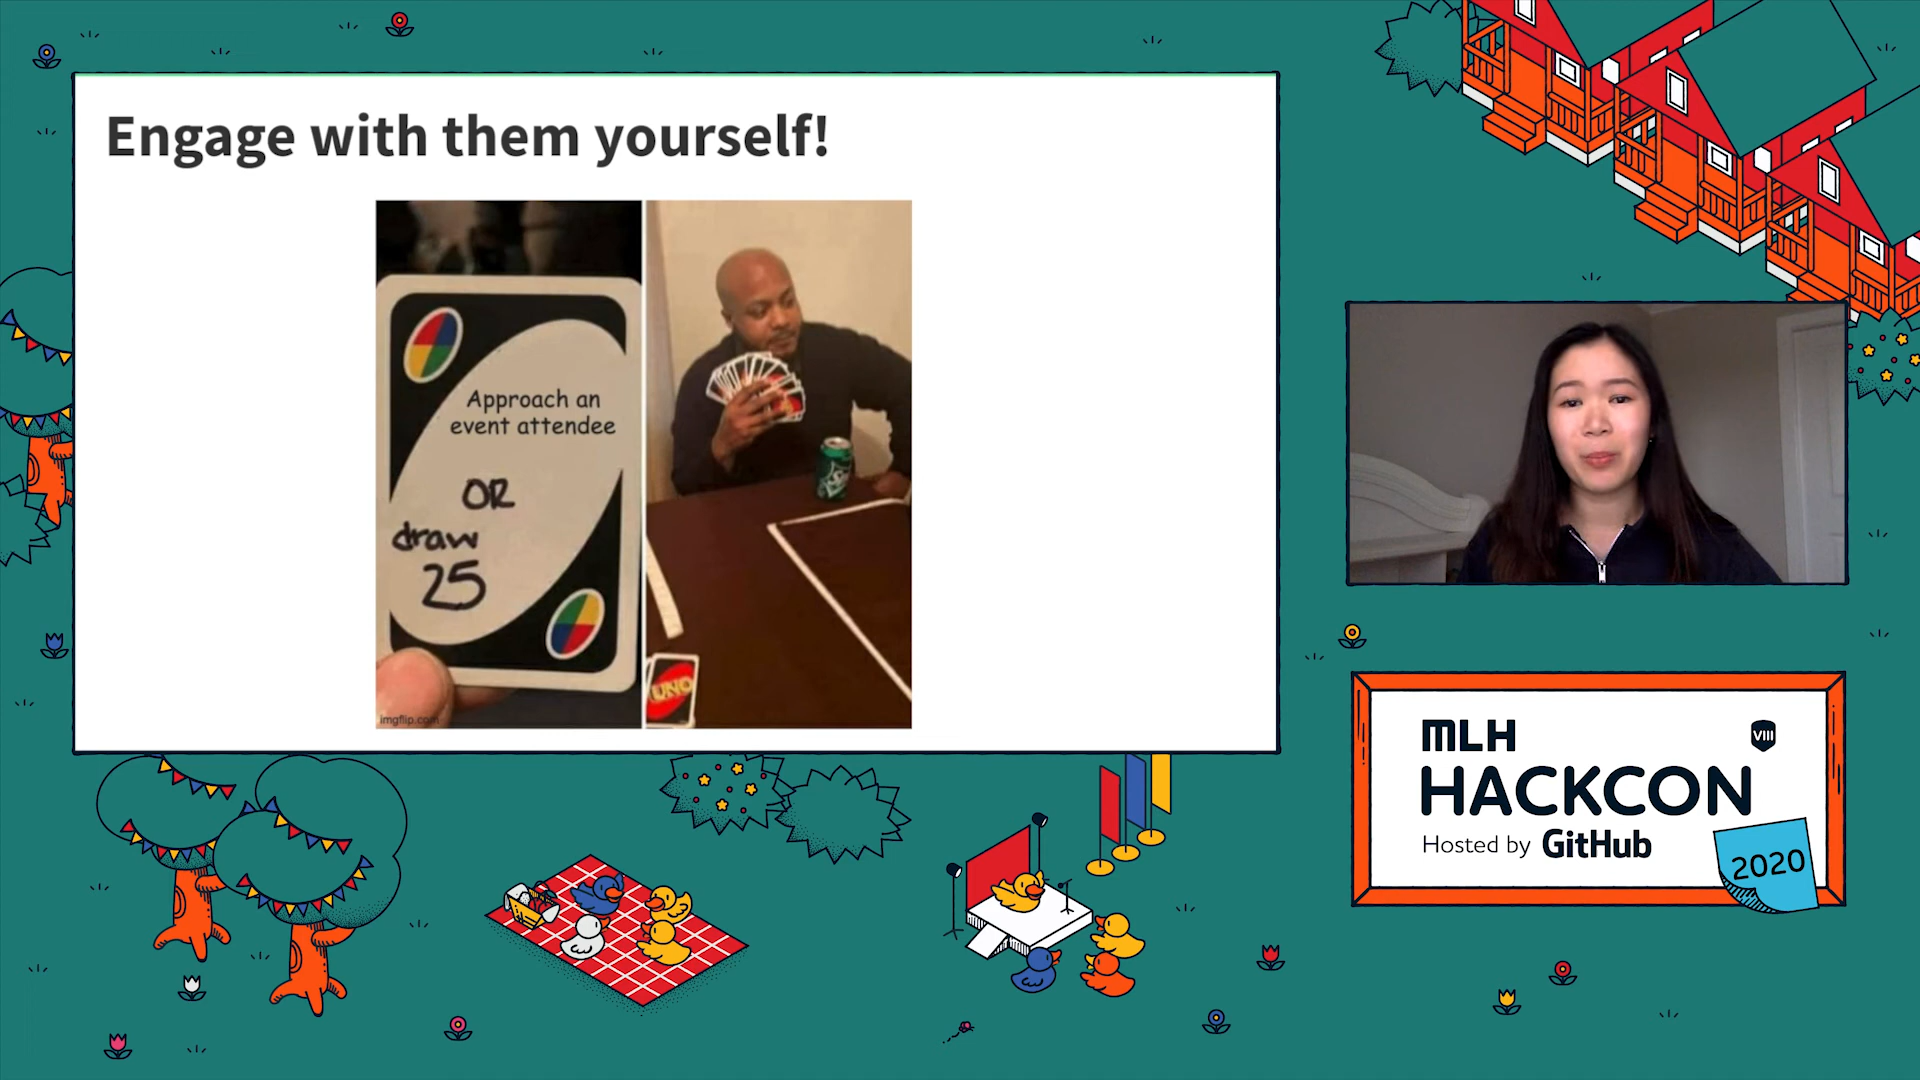 Engage with them yourself!
Approach an
event attendee
OR
draw
25
UNO
imgflip.com
MLH
VIII
HACKCON
Hosted by GitHub
2020